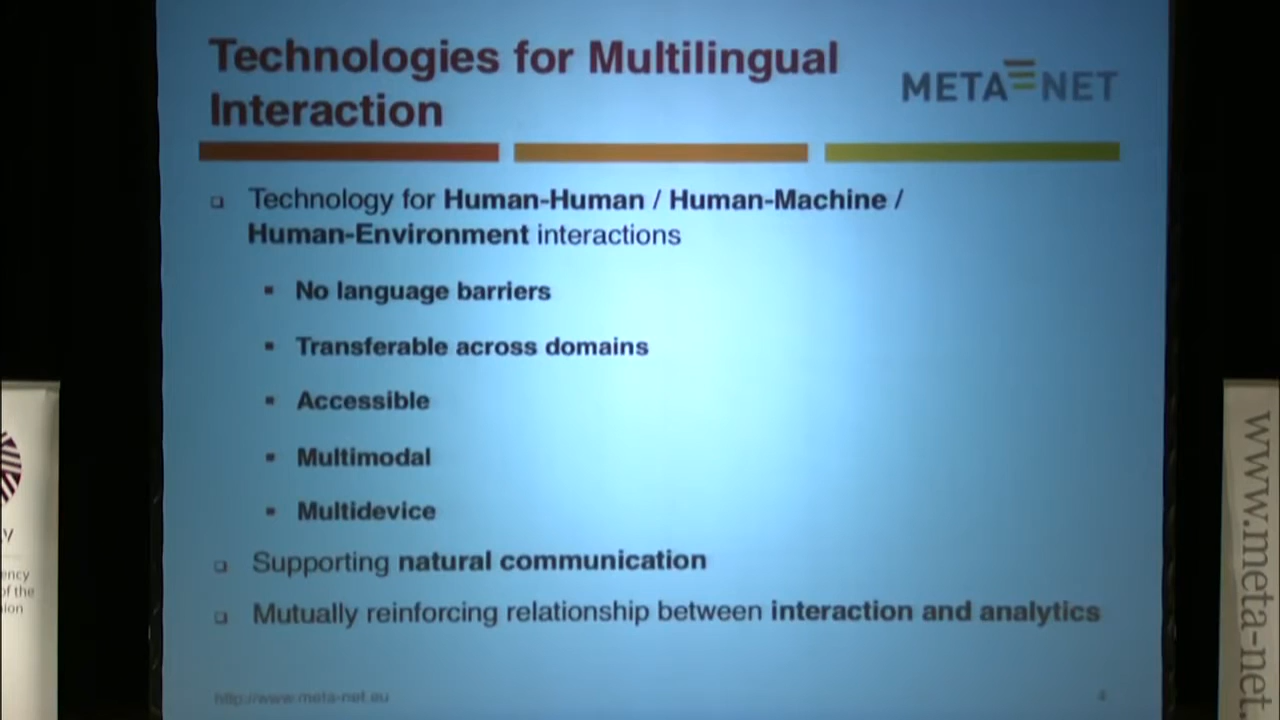 Technologies for Multilingual
Interaction
META NET
Technology for Human-Human / Human-Machine /
Human-Environment interactions
No language barriers
Transferable across domains
Accessible
Multimodal
Multidevice
Supporting natural communication
Mutually reinforcing relationship between interaction and analytics
http://www.meta-net.eu
www.meta-net.
of the